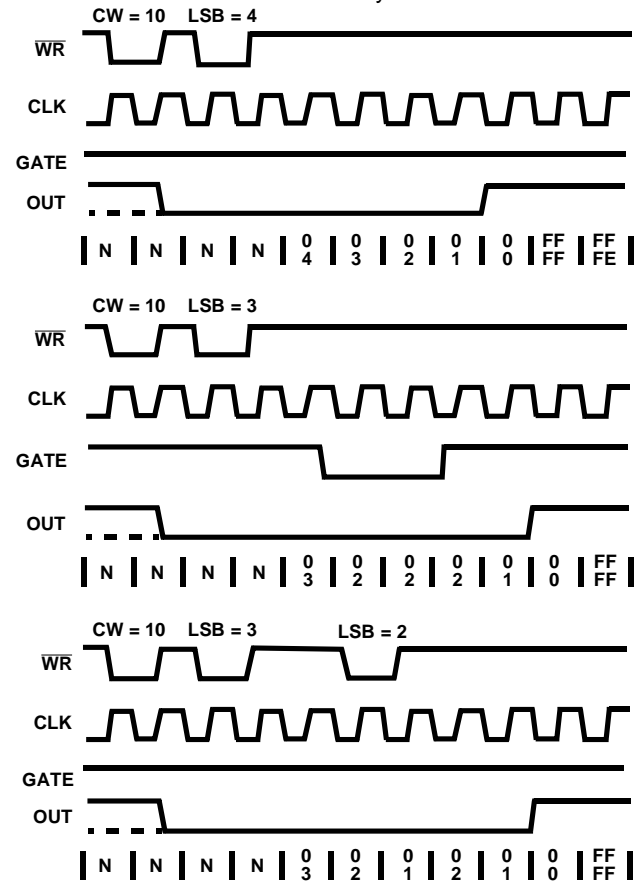 CW = 10 LSB = 4
WR
CLK
GATE
OUT
N N N N 0 0 0 0 0 FF FF
4 3 2 1 0 FF FE
CW = 10 LSB = 3
WR
CLK
GATE
OUT
N N N N 0 0 0 0 0 0 FF
3 2 2 2 1 0 FF
CW = 10 LSB = 3 LSB = 2
WR
CLK
GATE
OUT
N N N N 0 0 0 0 0 0 FF
3 2 1 2 1 0 FF